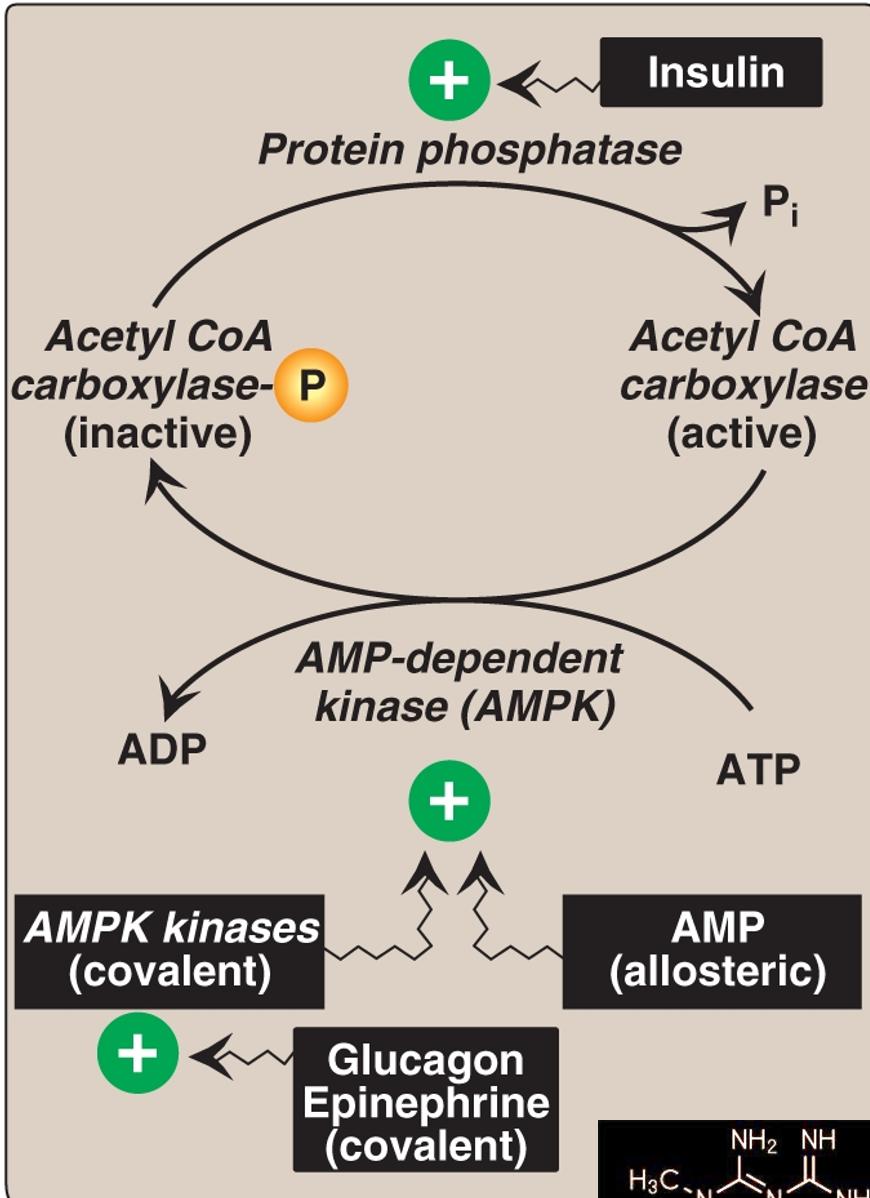 +
Insulin
Protein phosphatase
Pi
Acetyl CoA
carboxylase-P
(inactive)
Acetyl CoA
carboxylase
(active)
AMP-dependent
kinase (AMPK)
ADP
ATP
+
AMPK kinases
(covalent)
AMP
(allosteric)
+
Glucagon
Epinephrine
(covalent)
NH2 NH
H3C
N N NH